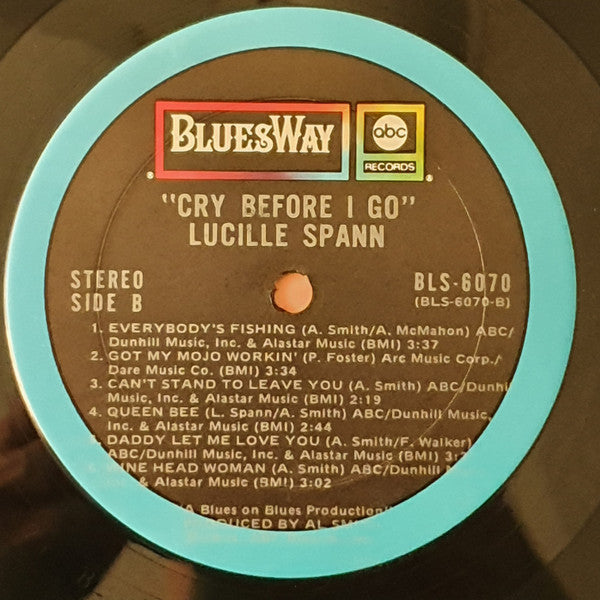 BLUESWAY
abc
RECORDS
"CRY BEFORE I GO"
LUCILLE SPANN
STEREO
SIDE B
BLS-6070
(BLS-6070-B)
1. EVERYBODY'S FISHING (A. Smith/A. McMahon) ABC/
Dunhill Music, Inc. & Alastar Music (BMI) 3:37
2. GOT MY MOJO WORKIN' (P. Foster) Arc Music Corp./
Dare Music Co. (BMI) 3:34
3. CAN'T STAND TO LEAVE YOU (A. Smith) ABC/Dunhill
Music, Inc. & Alastar Music (BMI) 2:19
4. QUEEN BEE (L. Spann/A. Smith) ABC/Dunhill Music,
Inc. & Alastar Music (BMI) 2:44
DADDY LET ME LOVE YOU (A. Smith/F. Walker)
ABC/Dunhill Music, Inc. & Alastar Music (BMI)
WINE HEAD WOMAN (A. Smith) ABC/Dunhill Music,
Inc. & Alastar Music (BMI) 3:02
A Blues on Blues Production
PRODUCED BY AL